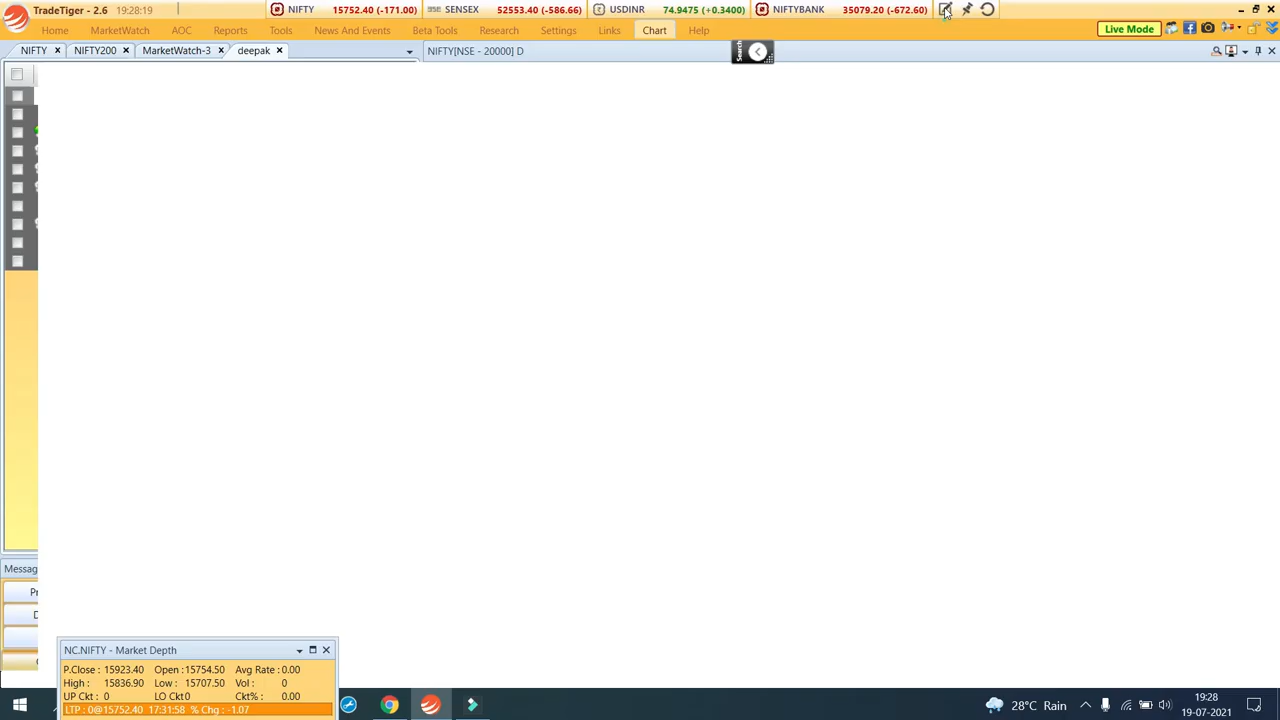 TradeTiger - 2.6 19:28:19 NIFTY 15752.40 (-171.00) SENSEX 52553.40 (-586.66) USDINR 74.9475 (+0.3400) NIFTYBANK 35079.20 (-672.60)
Home MarketWatch AOC Reports Tools News And Events Beta Tools Research Settings Links Chart Help Live Mode
NIFTY NIFTY200 MarketWatch-3 deepak NIFTY[NSE - 20000] D Search
Messag
Pr
D
NC.NIFTY - Market Depth
P.Close : 15923.40 Open : 15754.50 Avg Rate : 0.00
High : 15836.90 Low : 15707.50 Vol : 0
UP Ckt : 0 LO Ckt 0 Ckt% : 0.00
LTP : 0@15752.40 17:31:58 % Chg : -1.07
28°C Rain 19:28
19-07-2021